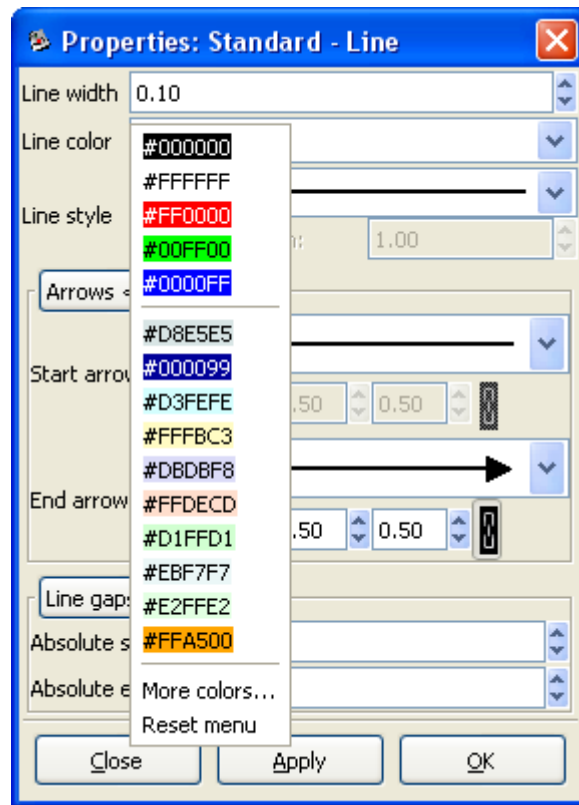 Properties: Standard - Line
Line width 0.10
Line color
#000000
#FFFFFF
#FF0000
#00FF00
#0000FF
#D8E5E5
#000099
#D3FEFE
#FFFBC3
#DBDBF8
#FFDECD
#D1FFD1
#EBF7F7
#E2FFE2
#FFA500
More colors...
Reset menu
Line style
1.00
Arrows
Start arrow
.50 0.50
End arrow
.50 0.50
Line gaps
Absolute s
Absolute e
Close Apply OK